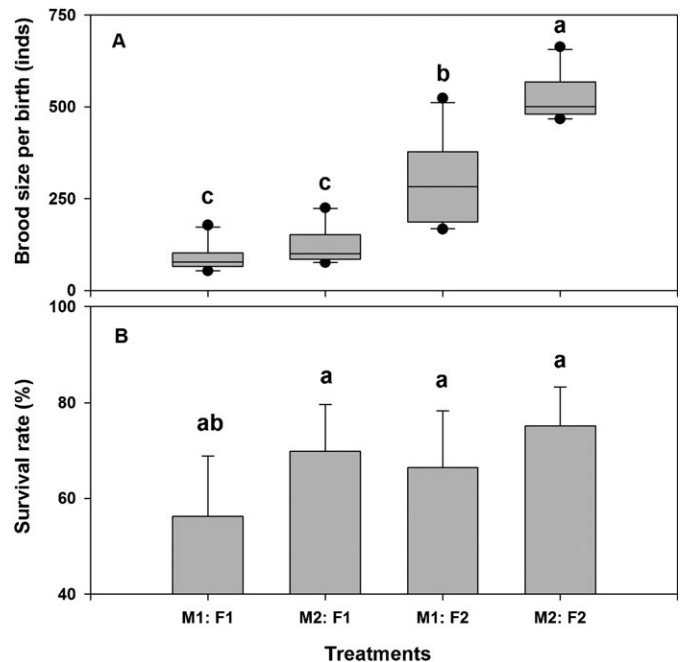 750
A
a
Brood size per birth (inds)
500
b
250
c
c
0
100
B
Survival rate (%)
80
ab
a
a
a
60
40
M1: F1
M2: F1
M1: F2
M2: F2
Treatments